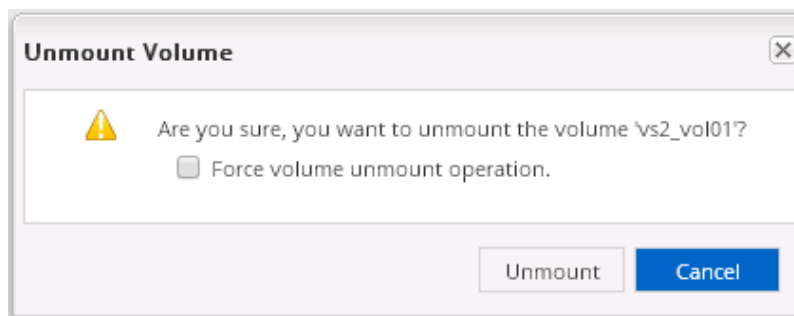 Unmount Volume
Are you sure, you want to unmount the volume 'vs2_vol01'?
Force volume unmount operation.
Unmount
Cancel